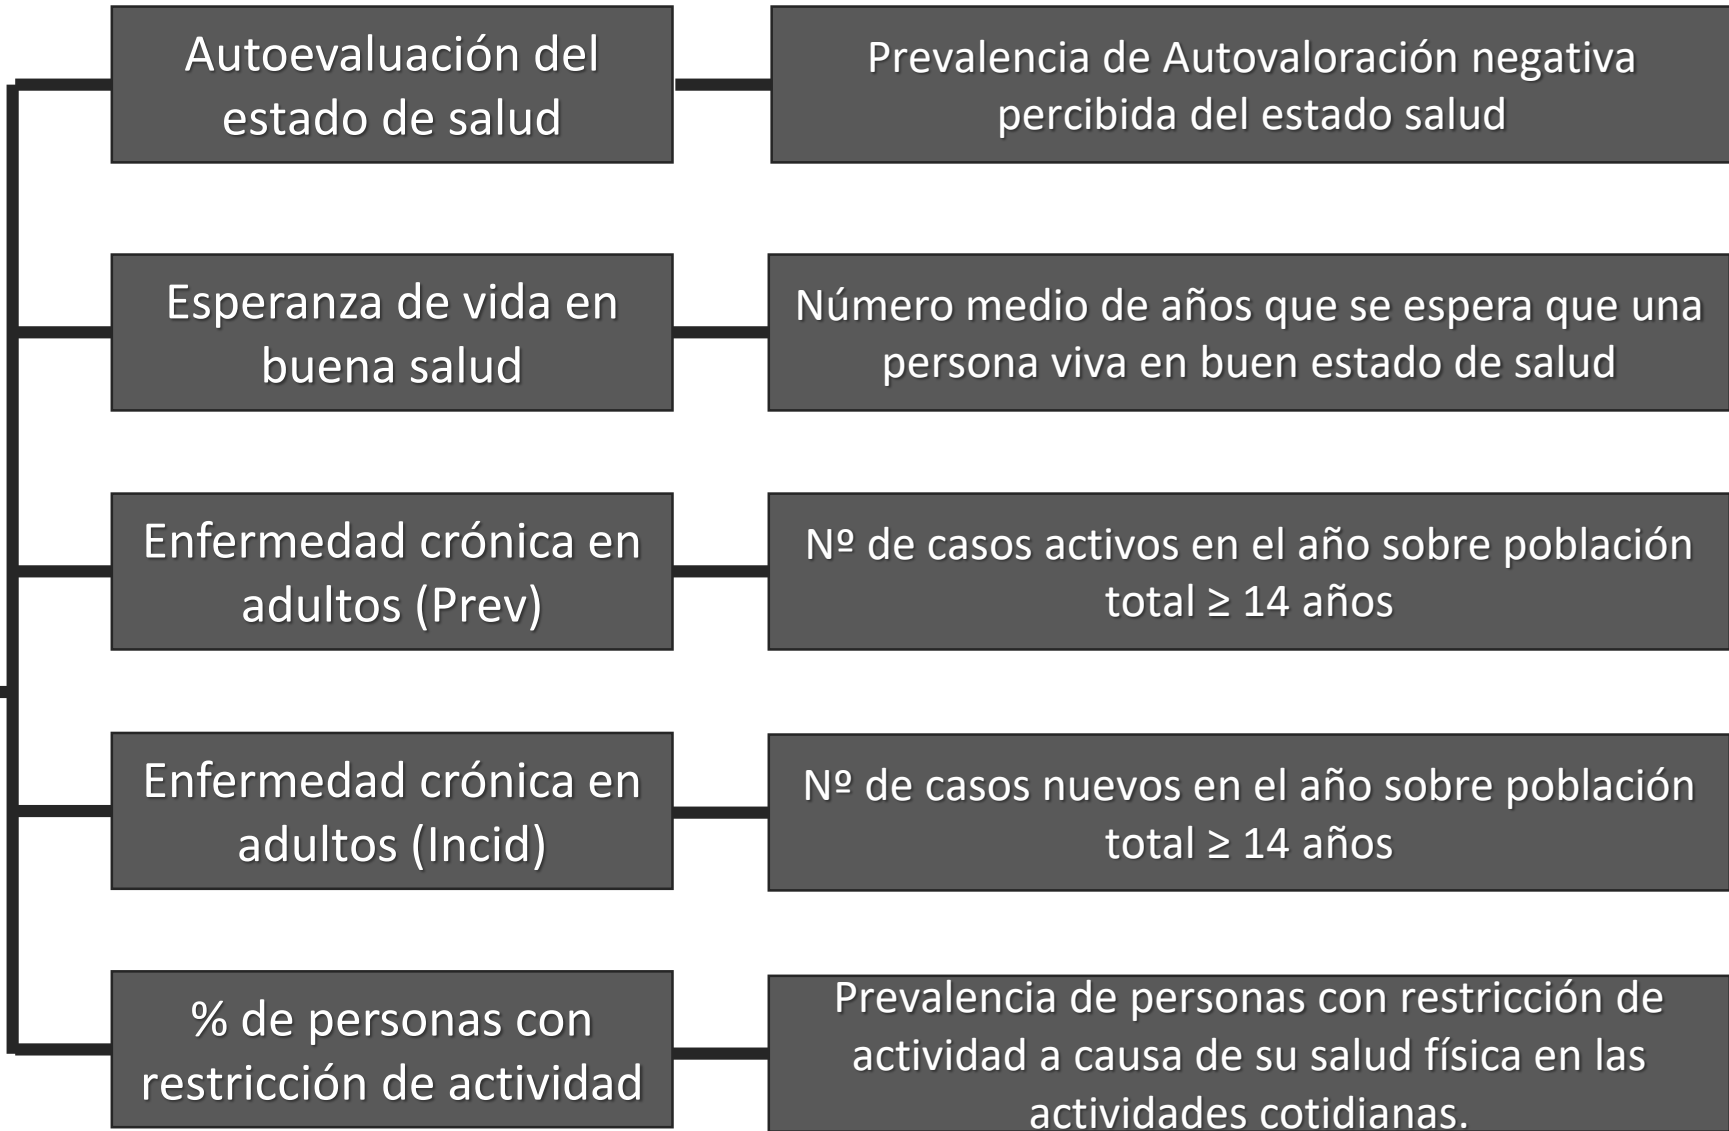 Autoevaluación del
estado de salud
Prevalencia de Autovaloración negativa
percibida del estado salud
Esperanza de vida en
buena salud
Número medio de años que se espera que una
persona viva en buen estado de salud
Enfermedad crónica en
adultos (Prev)
Nº de casos activos en el año sobre población
total ≥ 14 años
Enfermedad crónica en
adultos (Incid)
Nº de casos nuevos en el año sobre población
total ≥ 14 años
% de personas con
restricción de actividad
Prevalencia de personas con restricción de
actividad a causa de su salud física en las
actividades cotidianas.